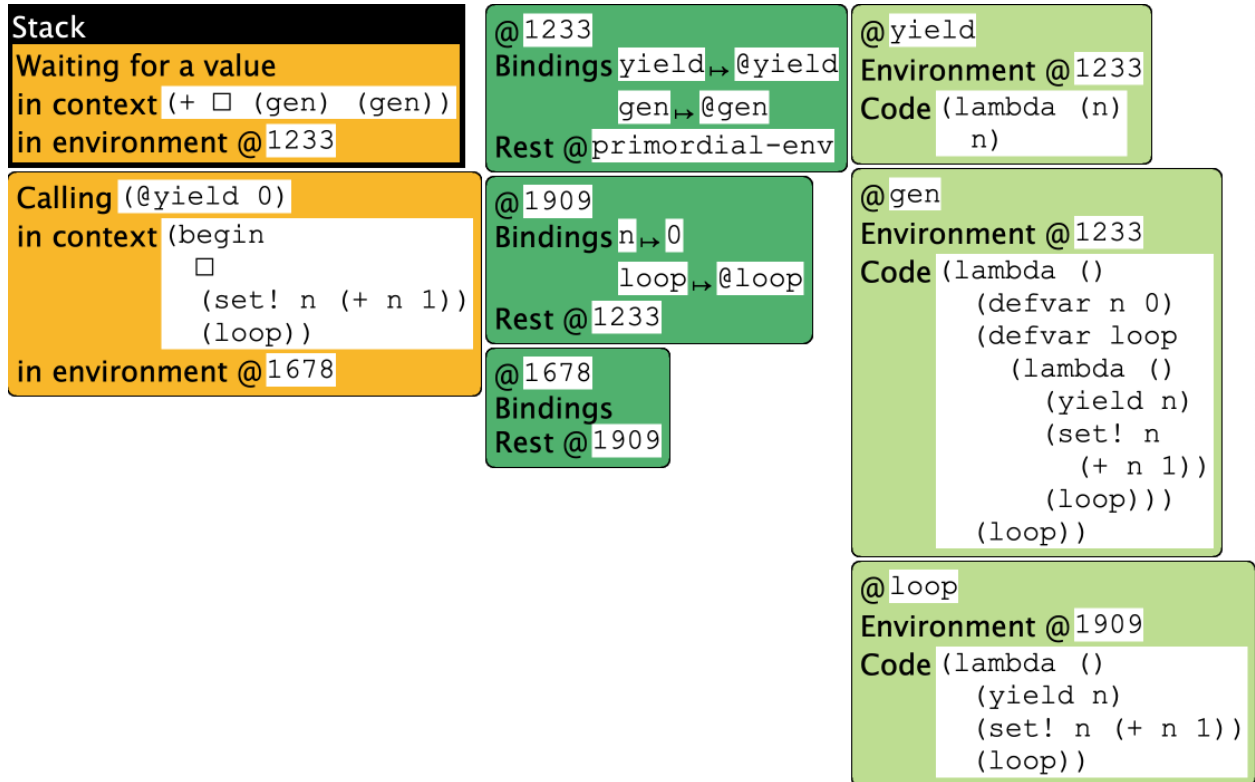 Stack
Waiting for a value
in context (+ □ (gen) (gen))
in environment @ 1233
Calling (@yield 0)
in context (begin
□
(set! n (+ n 1))
(loop))
in environment @ 1678
@ 1233
Bindings yield ↦ @yield
gen ↦ @gen
Rest @ primordial-env
@ 1909
Bindings n ↦ 0
loop ↦ @loop
Rest @ 1233
@ 1678
Bindings
Rest @ 1909
@ yield
Environment @ 1233
Code (lambda (n)
n)
@ gen
Environment @ 1233
Code (lambda ()
(defvar n 0)
(defvar loop
(lambda ()
(yield n)
(set! n
(+ n 1))
(loop)))
(loop))
@ loop
Environment @ 1909
Code (lambda ()
(yield n)
(set! n (+ n 1))
(loop))